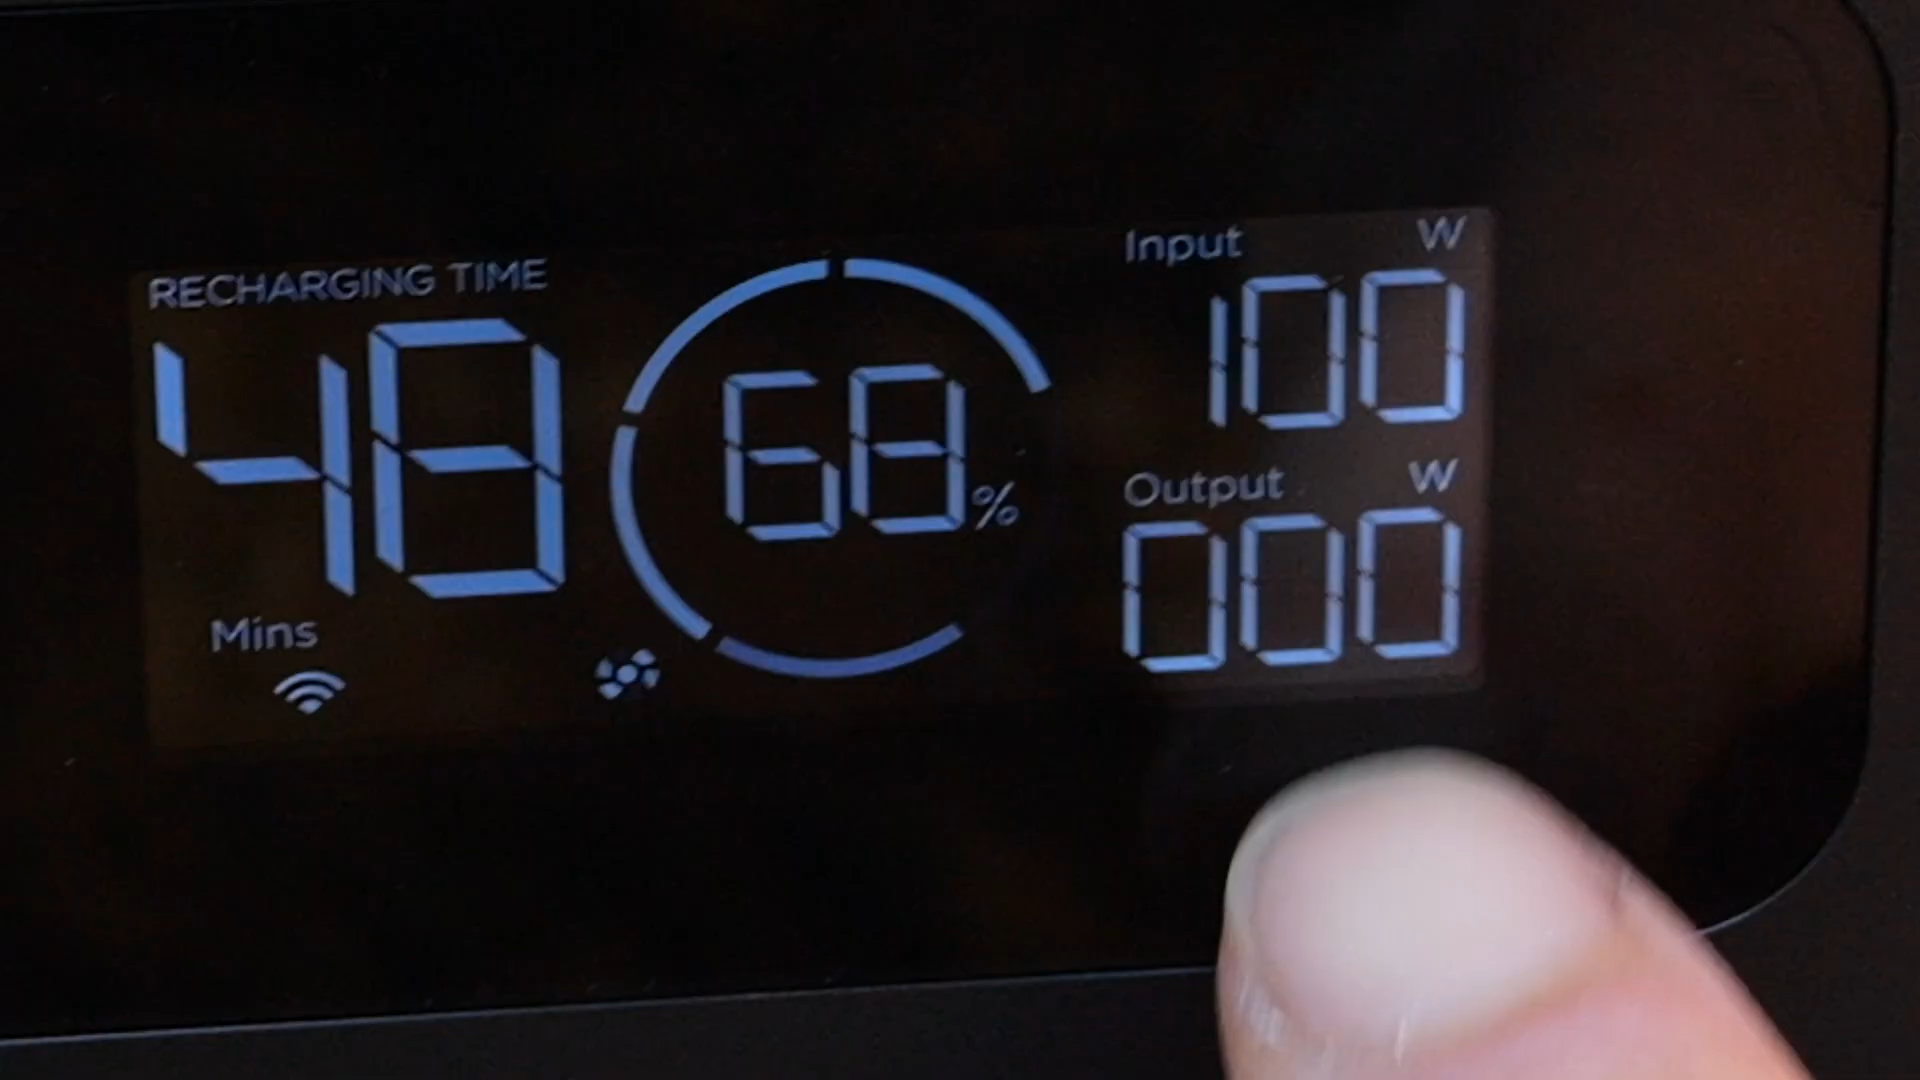 RECHARGING TIME
48
Mins
68%
Input W
100
Output W
000